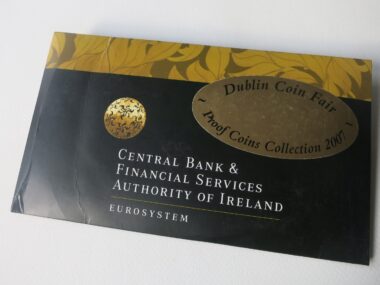 Dublin Coin Fair
~ Proof Coins Collection 2007 ~
CENTRAL BANK &
FINANCIAL SERVICES
AUTHORITY OF IRELAND
EUROSYSTEM